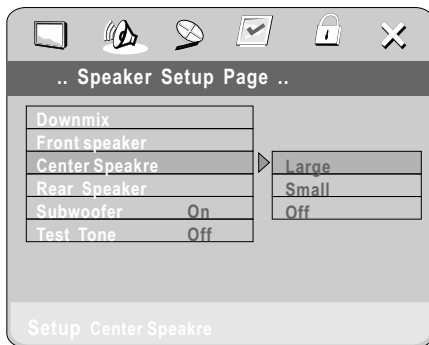 .. Speaker Setup Page ..
Downmix
Front speaker
Center Speakre
Rear Speaker
Subwoofer On
Test Tone Off
Large
Small
Off
Setup Center Speakre